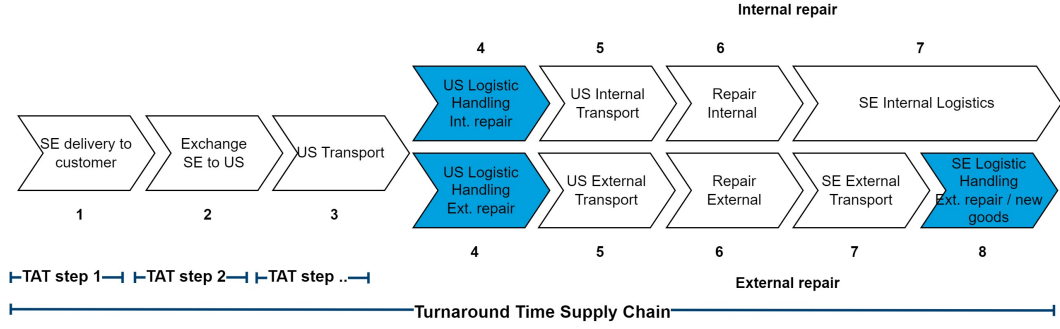 Internal repair
4
5
6
7
US Logistic
Handling
Int. repair
US Internal
Transport
Repair
Internal
SE Internal Logistics
SE delivery to
customer
Exchange
SE to US
US Transport
1
2
3
US Logistic
Handling
Ext. repair
US External
Transport
Repair
External
SE External
Transport
SE Logistic
Handling
Ext. repair / new
goods
4
5
6
7
8
External repair
TAT step 1
TAT step 2
TAT step ..
Turnaround Time Supply Chain